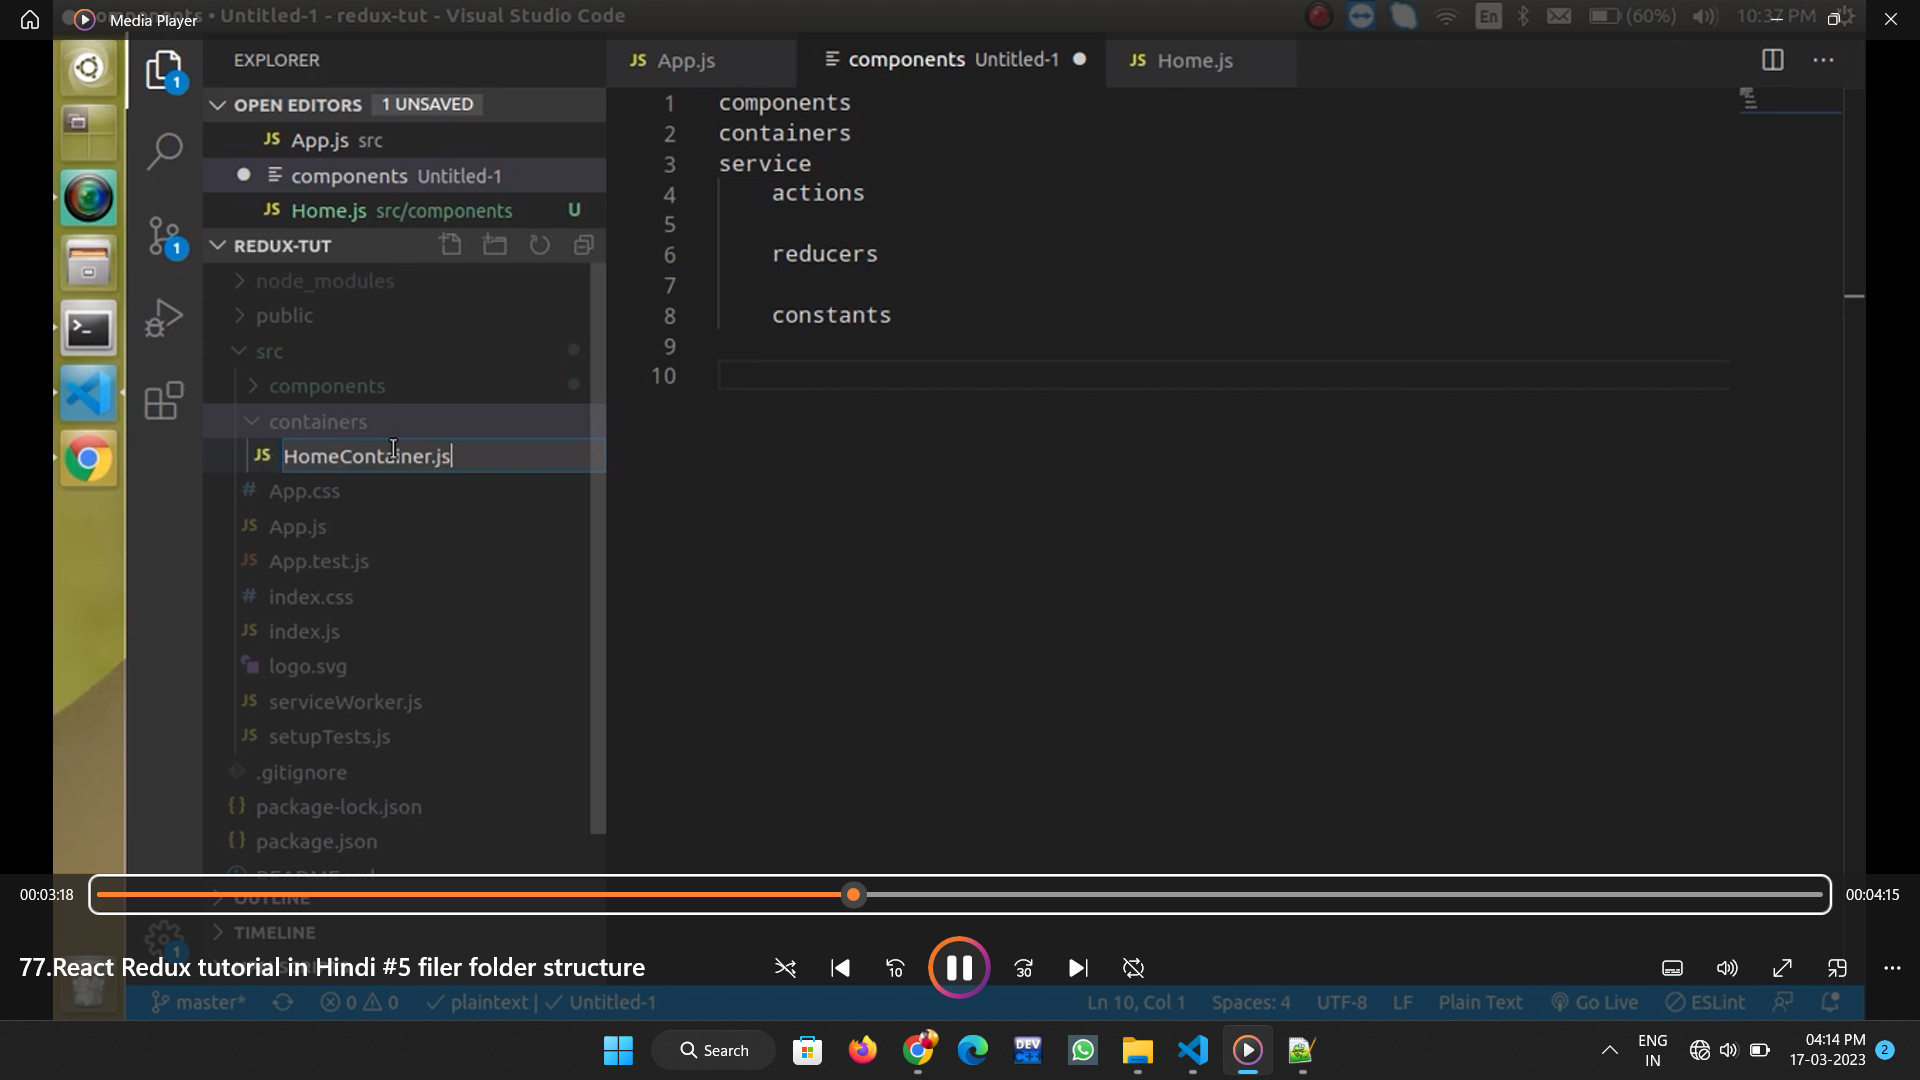 components • Untitled-1 - redux-tut - Visual Studio Code
Media Player
En
(60%)
10:37 PM
EXPLORER
App.js
components Untitled-1
Home.js
OPEN EDITORS 1 UNSAVED
JS App.js src
components Untitled-1
JS Home.js src/components U
REDUX-TUT
node_modules
public
src
components
containers
JS HomeContainer.js
# App.css
JS App.js
JS App.test.js
# index.css
JS index.js
logo.svg
JS serviceWorker.js
JS setupTests.js
.gitignore
{} package-lock.json
{} package.json
OUTLINE
TIMELINE
1
1
1
JS
JS
1 components
2 containers
3 service
4 actions
5
6 reducers
7
8 constants
9
10
00:03:18
00:04:15
77.React Redux tutorial in Hindi #5 filer folder structure
10
30
master*
0 0
plaintext |
Untitled-1
Ln 10, Col 1
Spaces: 4
UTF-8
LF
Plain Text
Go Live
ESLint
Search
DEV
ENG
IN
04:14 PM
17-03-2023
2